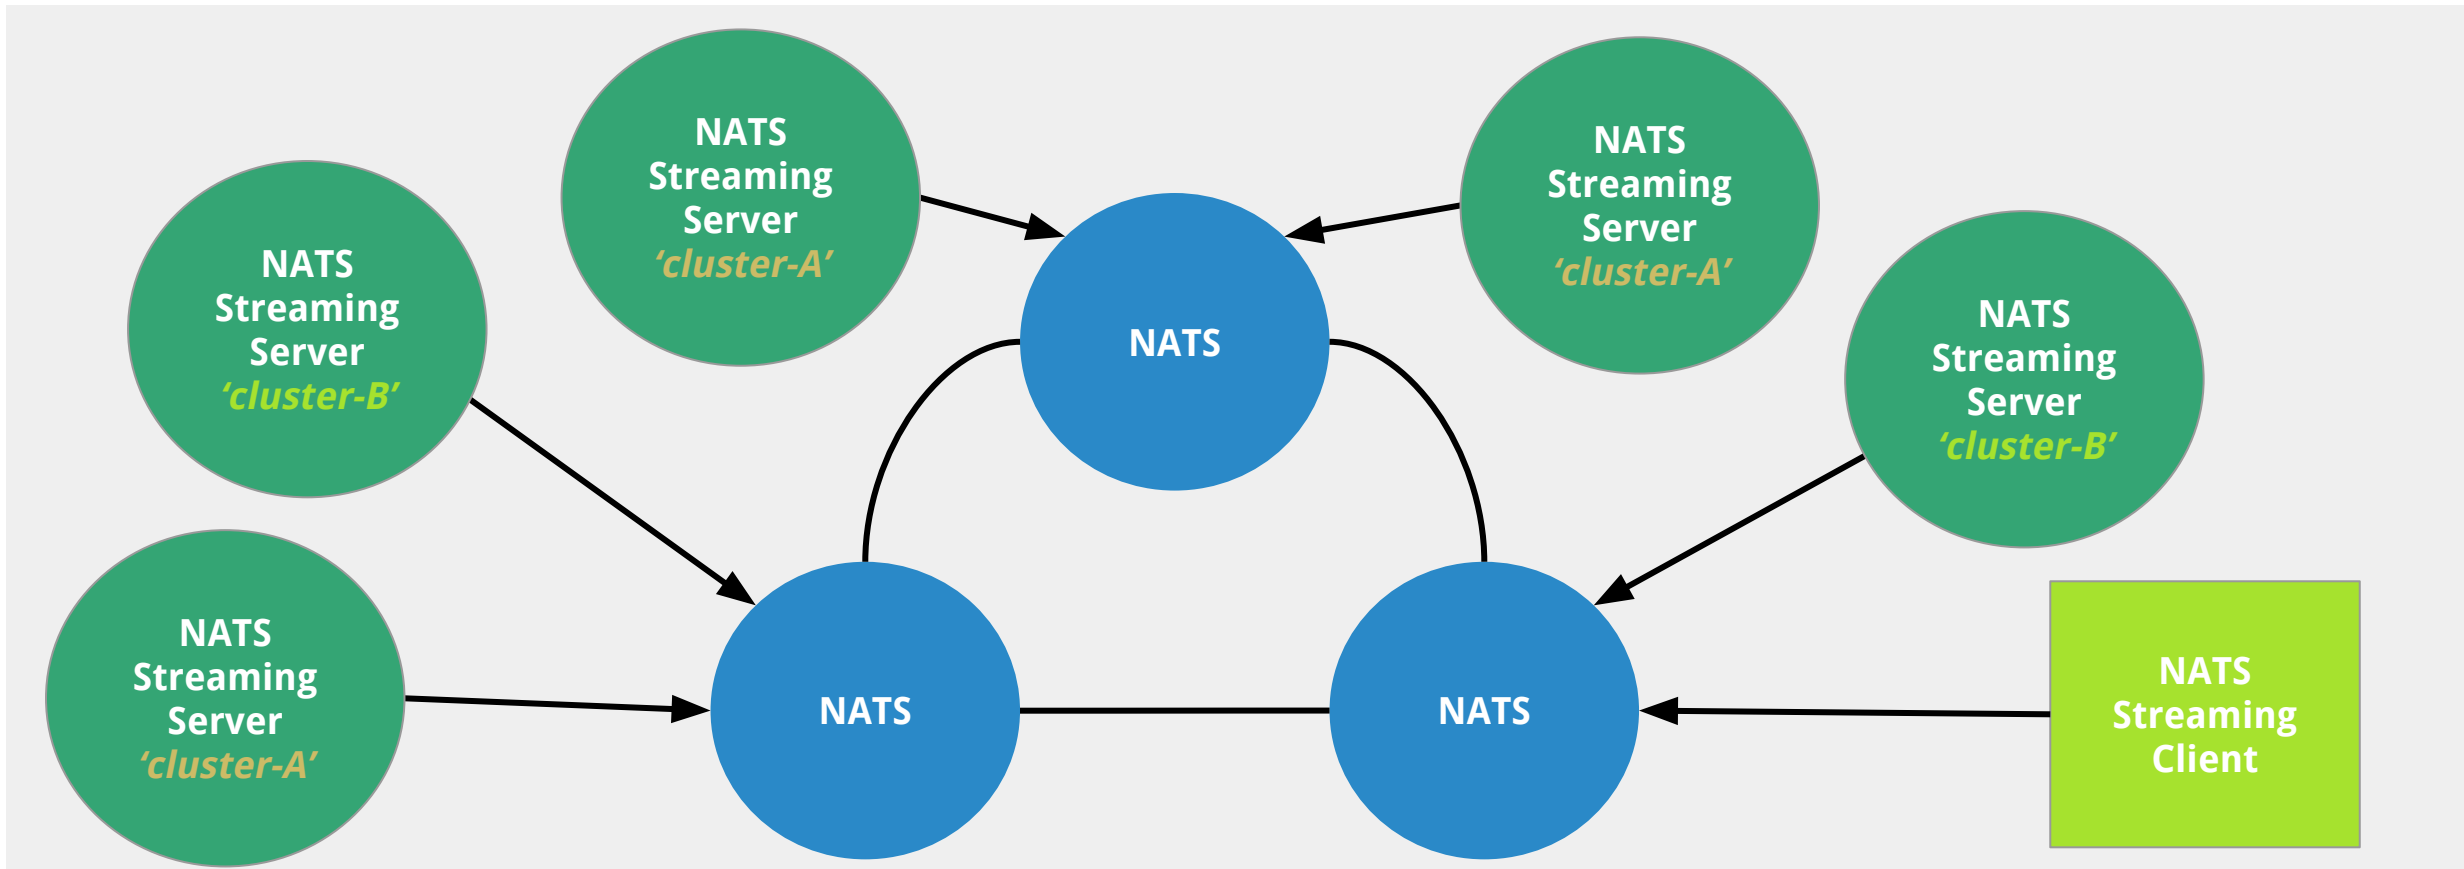 NATS
Streaming
Server
‘cluster-A’
NATS
Streaming
Server
‘cluster-A’
NATS
Streaming
Server
‘cluster-B’
NATS
NATS
Streaming
Server
‘cluster-B’
NATS
Streaming
Server
‘cluster-A’
NATS
NATS
NATS
Streaming
Client